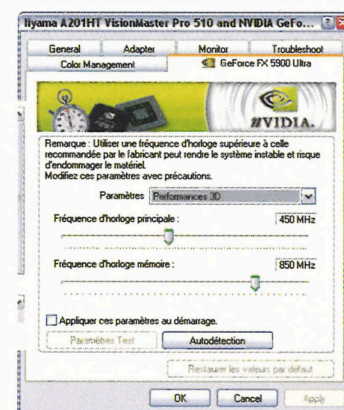 Iiyama A201HT VisionMaster Pro 510 and NVIDIA GeFo...
General Adapter Monitor Troubleshoot
Color Management GeForce FX 5900 Ultra
NVIDIA.
Remarque : Utiliser une fréquence d'horloge supérieure à celle
recommandée par le fabricant peut rendre le système instable et risque
d'endommager le matériel.
Modifiez ces paramètres avec précautions.
Paramètres Performances 3D
Fréquence d'horloge principale : 450 MHz
Fréquence d'horloge mémoire : 850 MHz
Appliquer ces paramètres au démarrage.
Paramètres Test Autodétection
Restaurer les valeurs par défaut
OK Cancel Apply